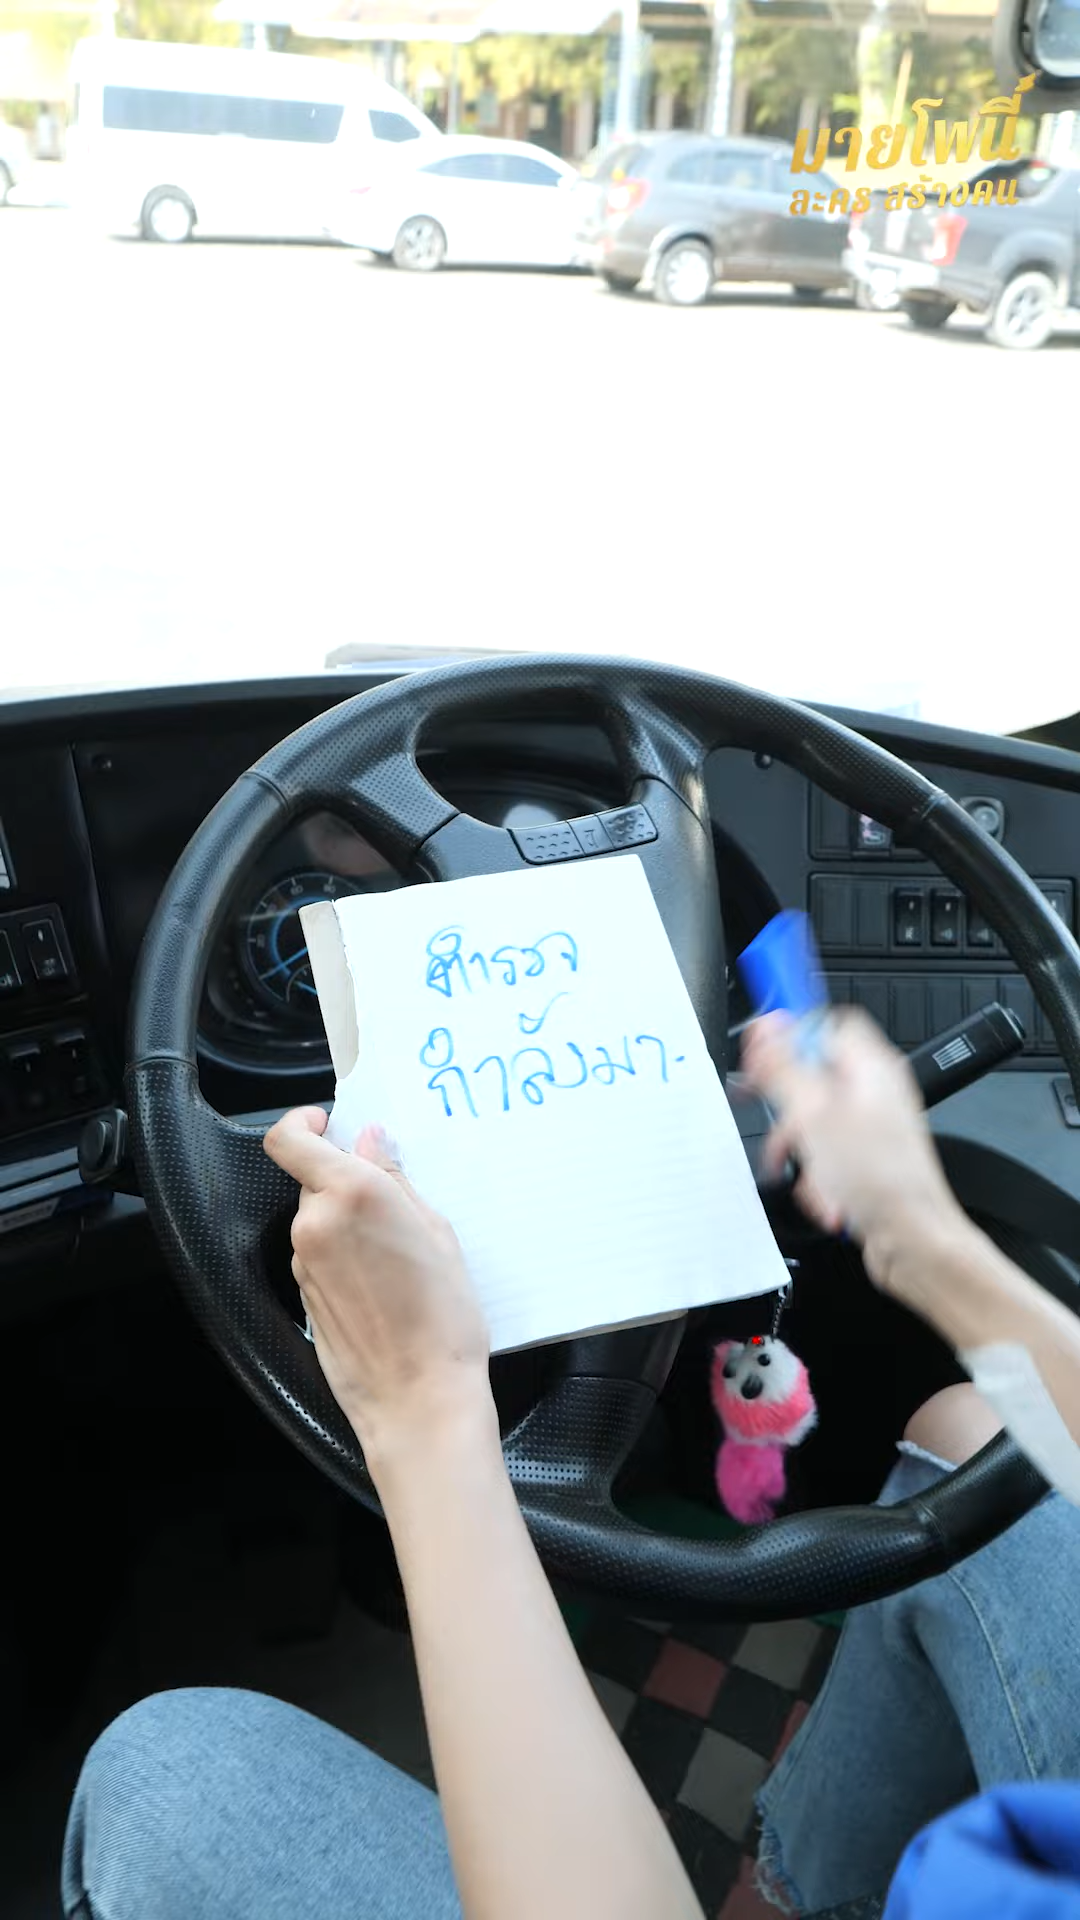 มายโพนี่
ละคร สร้างคน
ตำรวจ
กำลังมา.